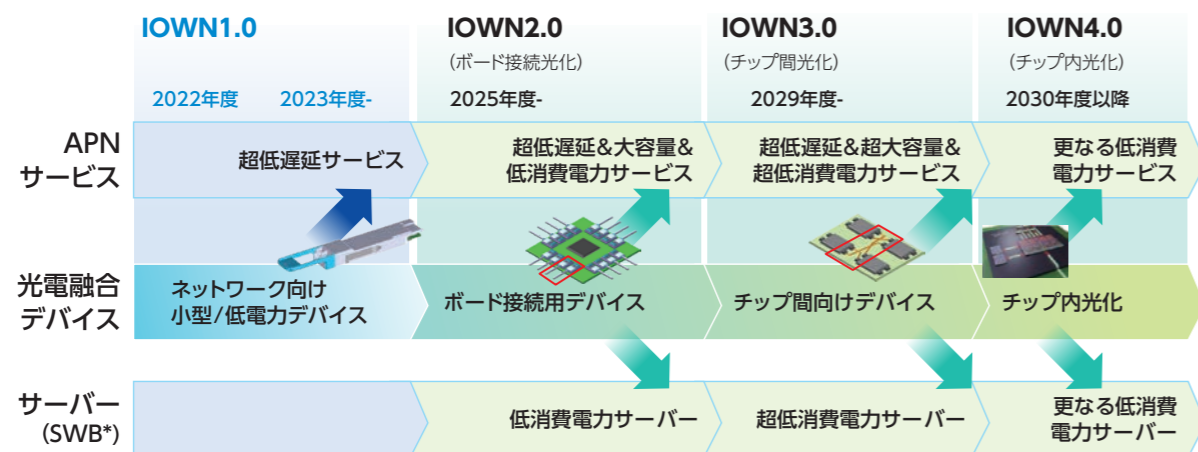 IOWN1.0
IOWN2.0
IOWN3.0
IOWN4.0
(ボード接続光化)
(チップ間光化)
(チップ内光化)
2022年度
2023年度-
2025年度-
2029年度-
2030年度以降
APN
サービス
超低遅延サービス
超低遅延&大容量&
低消費電力サービス
超低遅延&超大容量&
超低消費電力サービス
更なる低消費
電力サービス
光電融合
デバイス
ネットワーク向け
小型/低電力デバイス
ボード接続用デバイス
チップ間向けデバイス
チップ内光化
サーバー
(SWB*)
低消費電力サーバー
超低消費電力サーバー
更なる低消費
電力サーバー